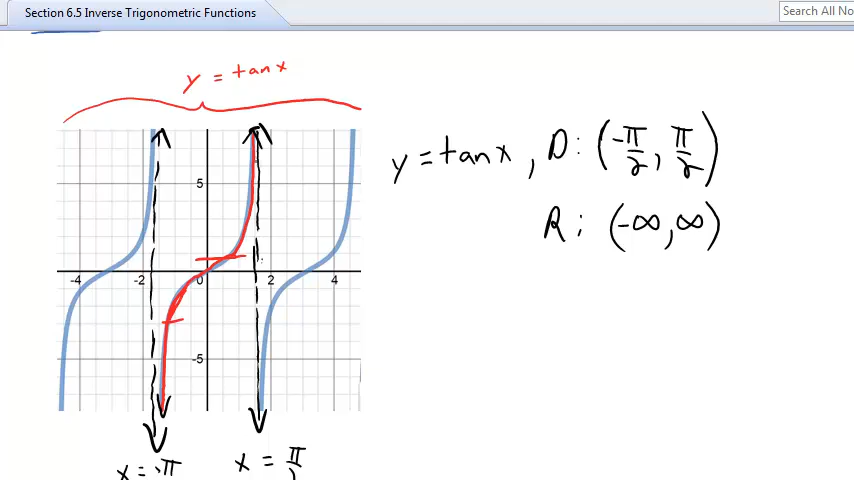 Section 6.5 Inverse Trigonometric Functions
Search All No
y = tan x
y = tan x , D : (-π/2, π/2)
R : (-∞, ∞)
5
-4 -2 0 2 4
-5
x = -π
x = π/2